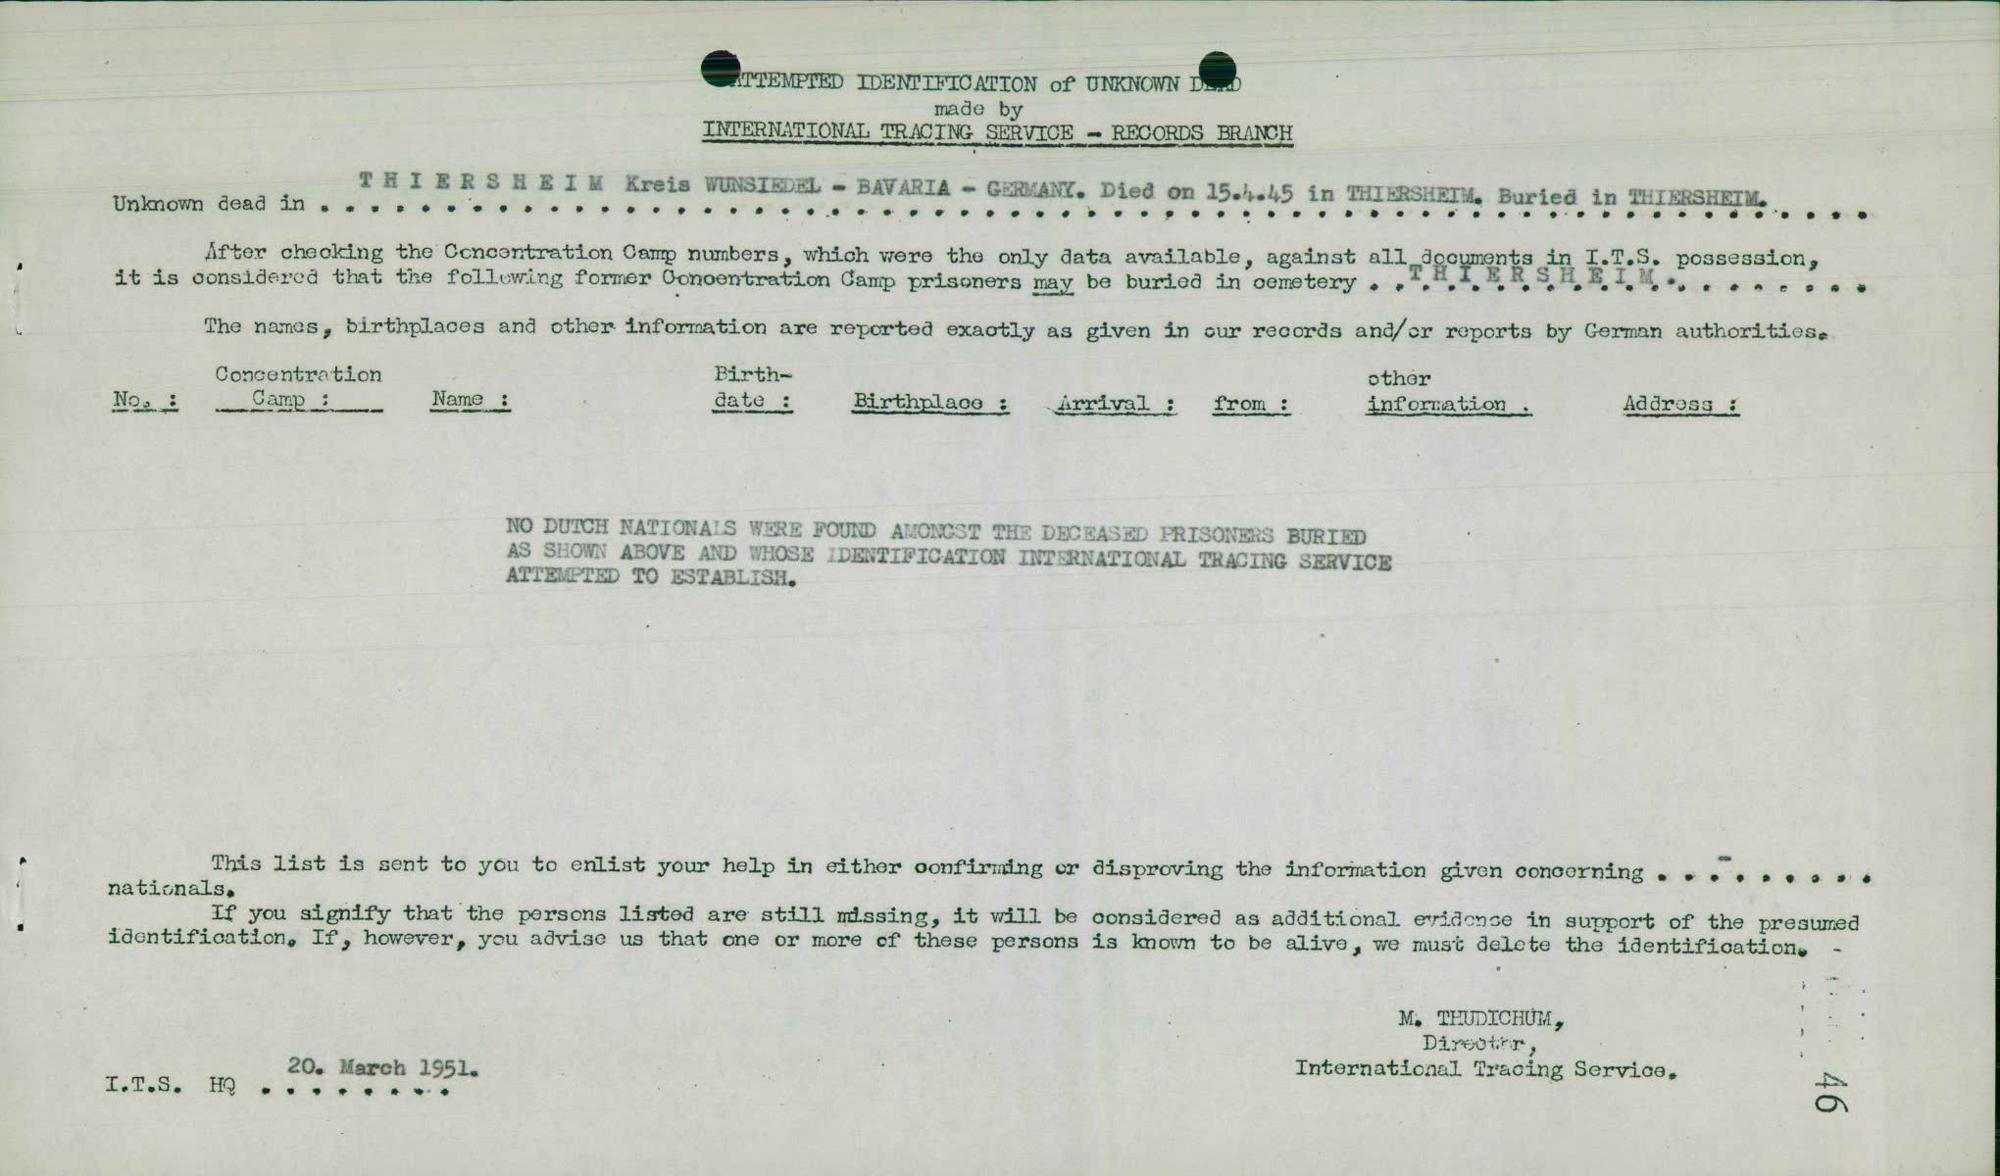 ATTEMPTED IDENTIFICATION of UNKNOWN DEAD
made by
INTERNATIONAL TRACING SERVICE - RECORDS BRANCH
Unknown dead in THIERSHEIM Kreis WUNSIEDEL - BAVARIA - GERMANY. Died on 15.4.45 in THIERSHEIM. Buried in THIERSHEIM.
After checking the Concentration Camp numbers, which were the only data available, against all documents in I.T.S. possession,
it is considered that the following former Concentration Camp prisoners may be buried in cemetery . . THIERSHEIM. . . . . . . .
The names, birthplaces and other information are reported exactly as given in our records and/or reports by German authorities.
Concentration Birth- other
No. : Camp : Name : date : Birthplace : Arrival : from : information . Address :
NO DUTCH NATIONALS WERE FOUND AMONGST THE DECEASED PRISONERS BURIED
AS SHOWN ABOVE AND WHOSE IDENTIFICATION INTERNATIONAL TRACING SERVICE
ATTEMPTED TO ESTABLISH.
This list is sent to you to enlist your help in either confirming or disproving the information given concerning . . - . . . . . .
nationals.
If you signify that the persons listed are still missing, it will be considered as additional evidence in support of the presumed
identification. If, however, you advise us that one or more of these persons is known to be alive, we must delete the identification. -
M. THUDICHUM,
Director,
International Tracing Service.
I.T.S. HQ 20. March 1951.
46